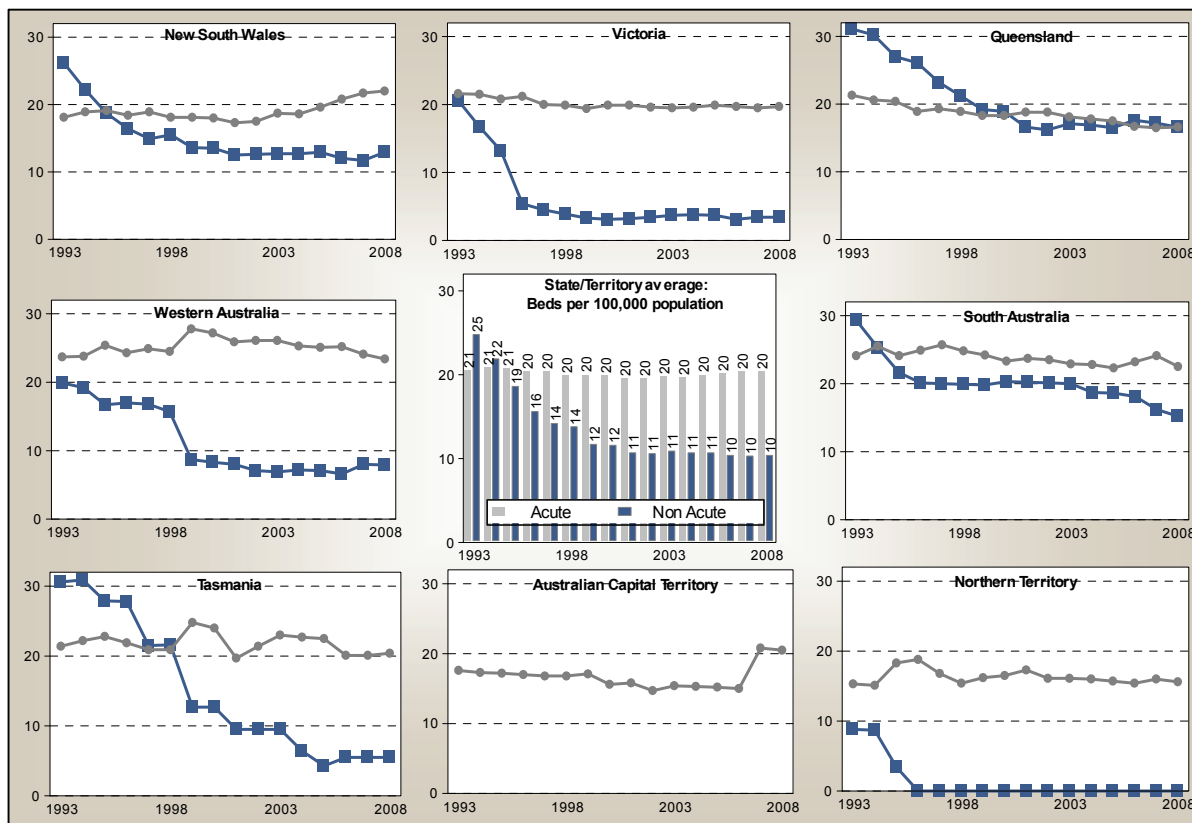 New South Wales
30
20
10
0
1993 1998 2003 2008
Victoria
30
20
10
0
1993 1998 2003 2008
Queensland
30
20
10
0
1993 1998 2003 2008
Western Australia
30
20
10
0
1993 1998 2003 2008
State/Territory average:
Beds per 100,000 population
30
20
10
0
21 25 21 22 21 19 20 16 20 14 20 14 20 12 20 12 20 11 20 11 20 11 20 11 20 11 20 10 20 10 20 10
Acute Non Acute
1993 1998 2003 2008
South Australia
30
20
10
0
1993 1998 2003 2008
Tasmania
30
20
10
0
1993 1998 2003 2008
Australian Capital Territory
30
20
10
0
1993 1998 2003 2008
Northern Territory
30
20
10
0
1993 1998 2003 2008